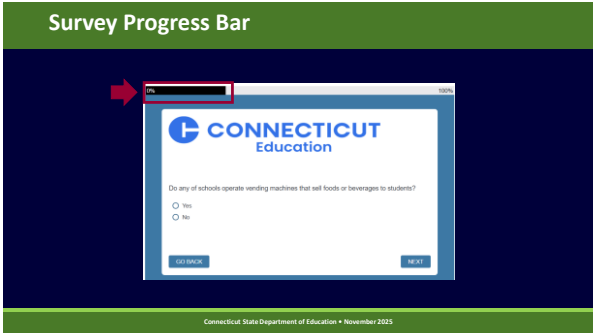 Survey Progress Bar
0%
100%
CONNECTICUT
Education
Do any of schools operate vending machines that sell foods or beverages to students?
Yes
No
GO BACK
NEXT
Connecticut State Department of Education • November 2025